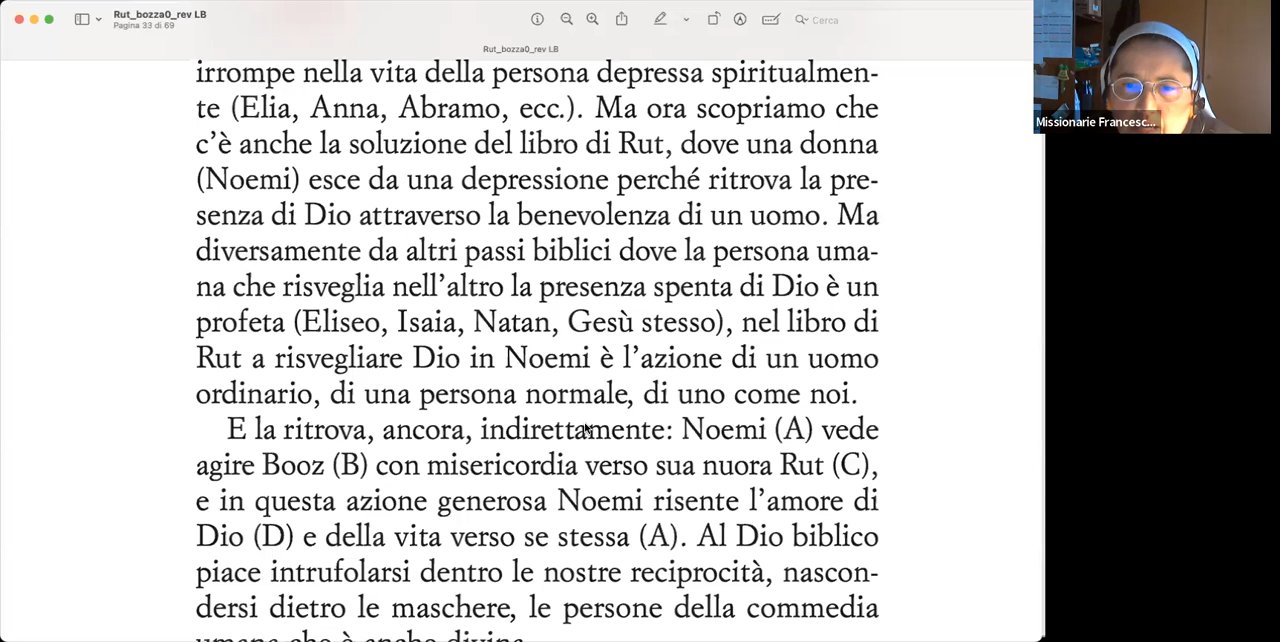 Rut_bozza0_rev LB
Pagina 33 di 69
Cerca
Rut_bozza0_rev LB
irrompe nella vita della persona depressa spiritualmen-
te (Elia, Anna, Abramo, ecc.). Ma ora scopriamo che
c’è anche la soluzione del libro di Rut, dove una donna
(Noemi) esce da una depressione perché ritrova la pre-
senza di Dio attraverso la benevolenza di un uomo. Ma
diversamente da altri passi biblici dove la persona uma-
na che risveglia nell’altro la presenza spenta di Dio è un
profeta (Eliseo, Isaia, Natan, Gesù stesso), nel libro di
Rut a risvegliare Dio in Noemi è l’azione di un uomo
ordinario, di una persona normale, di uno come noi.
E la ritrova, ancora, indirettamente: Noemi (A) vede
agire Booz (B) con misericordia verso sua nuora Rut (C),
e in questa azione generosa Noemi risente l’amore di
Dio (D) e della vita verso se stessa (A). Al Dio biblico
piace intrufolarsi dentro le nostre reciprocità, nascon-
dersi dietro le maschere, le persone della commedia
umana che è anche divina.
Missionarie Francesc...